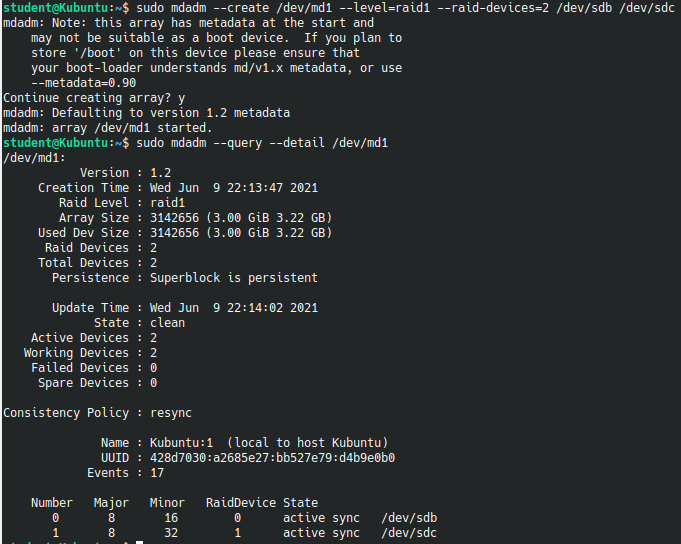 student@Kubuntu:~$ sudo mdadm --create /dev/md1 --level=raid1 --raid-devices=2 /dev/sdb /dev/sdc
mdadm: Note: this array has metadata at the start and
    may not be suitable as a boot device.  If you plan to
    store '/boot' on this device please ensure that
    your boot-loader understands md/v1.x metadata, or use
    --metadata=0.90
Continue creating array? y
mdadm: Defaulting to version 1.2 metadata
mdadm: array /dev/md1 started.
student@Kubuntu:~$ sudo mdadm --query --detail /dev/md1
/dev/md1:
           Version : 1.2
     Creation Time : Wed Jun  9 22:13:47 2021
        Raid Level : raid1
        Array Size : 3142656 (3.00 GiB 3.22 GB)
     Used Dev Size : 3142656 (3.00 GiB 3.22 GB)
      Raid Devices : 2
     Total Devices : 2
       Persistence : Superblock is persistent

       Update Time : Wed Jun  9 22:14:02 2021
             State : clean
    Active Devices : 2
   Working Devices : 2
    Failed Devices : 0
     Spare Devices : 0

Consistency Policy : resync

              Name : Kubuntu:1  (local to host Kubuntu)
              UUID : 428d7030:a2685e27:bb527e79:d4b9e0b0
            Events : 17

    Number   Major   Minor   RaidDevice State
       0       8       16        0      active sync   /dev/sdb
       1       8       32        1      active sync   /dev/sdc